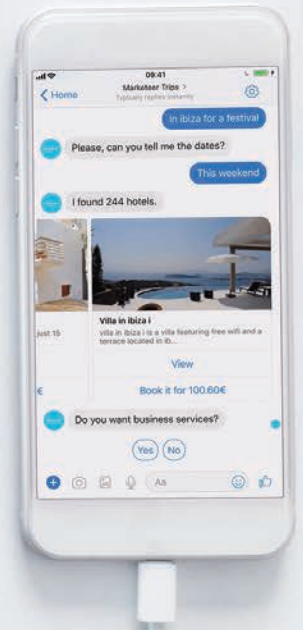 09:41
Home
Marketeer Trips >
Typically replies instantly
In ibiza for a festival
Please, can you tell me the dates?
This weekend
I found 244 hotels.
just 15
Villa in ibiza i
villa in ibiza i is a villa featuring free wifi and a
terrace located in ib...
View
€
Book it for 100.60€
Do you want business services?
Yes
No
Aa